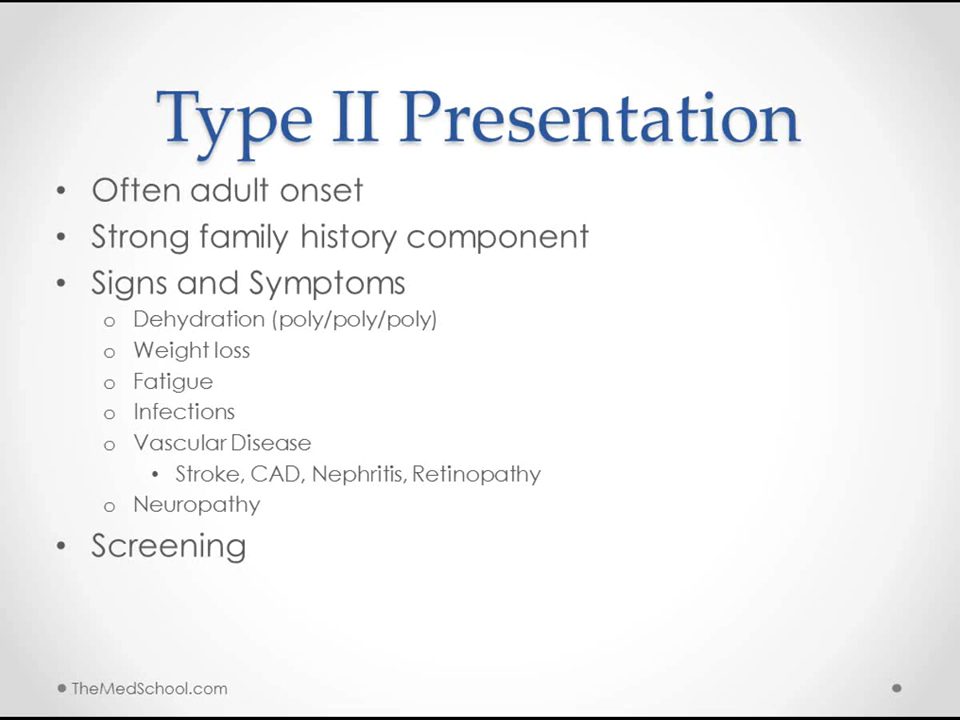 Type II Presentation
• Often adult onset
• Strong family history component
• Signs and Symptoms
o Dehydration (poly/poly/poly)
o Weight loss
o Fatigue
o Infections
o Vascular Disease
• Stroke, CAD, Nephritis, Retinopathy
o Neuropathy
• Screening
TheMedSchool.com